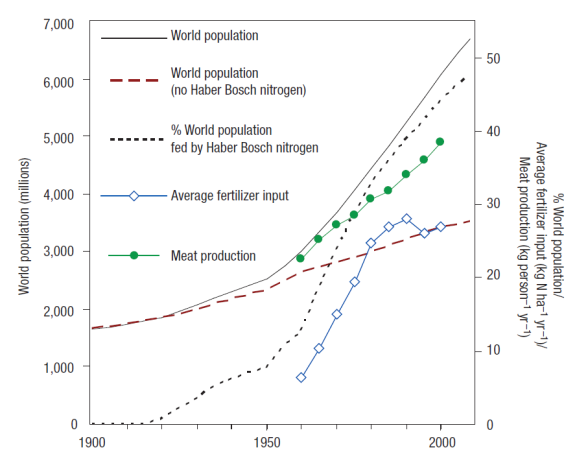 7,000
6,000
5,000
4,000
3,000
2,000
1,000
0
World population (millions)
World population
World population
(no Haber Bosch nitrogen)
% World population
fed by Haber Bosch nitrogen
Average fertilizer input
Meat production
50
40
30
20
10
0
% World population/
Average fertilizer input (kg N ha⁻¹ yr⁻¹)/
Meat production (kg person⁻¹ yr⁻¹)
1900
1950
2000